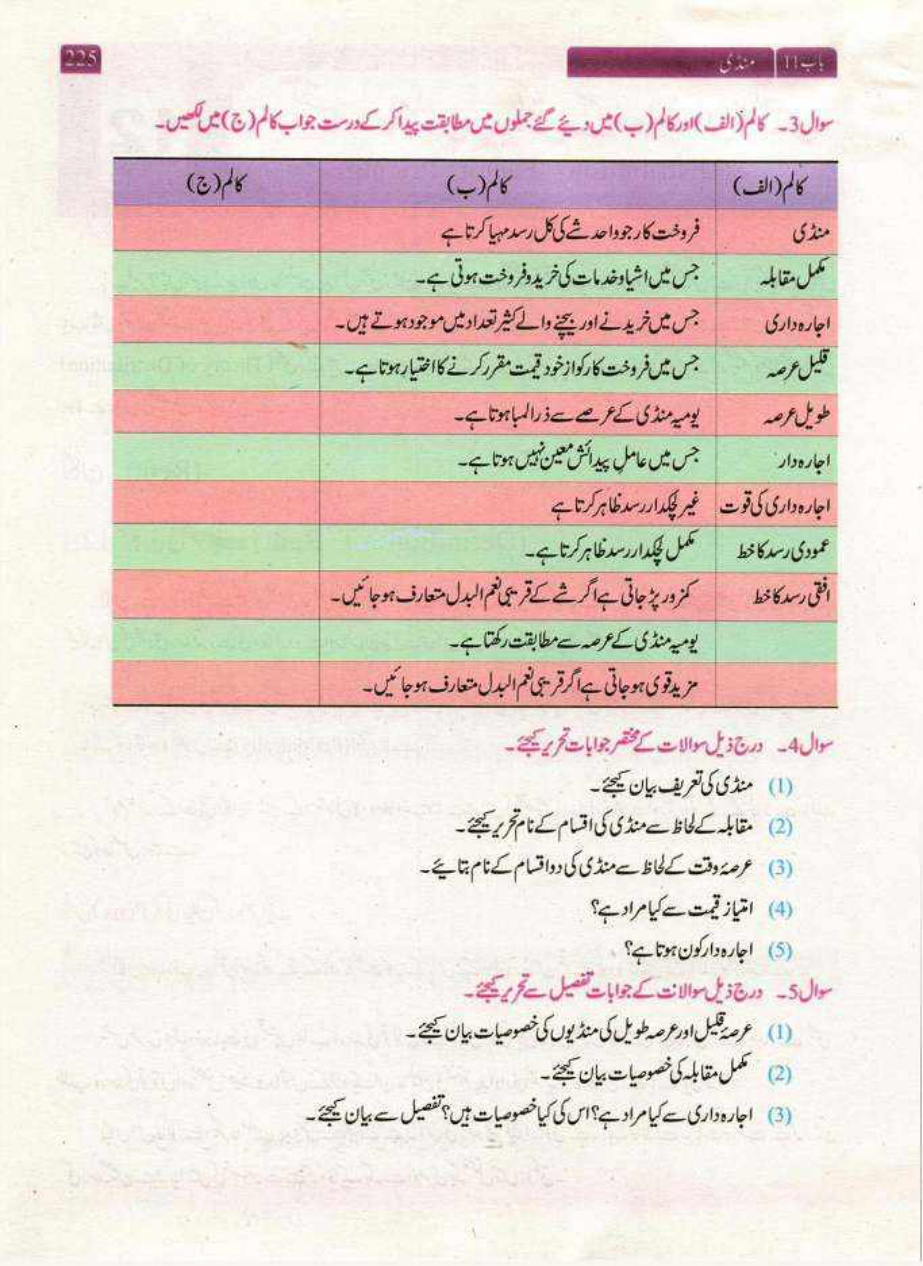 باب 11 منڈی 225
سوال 3۔ کالم (الف) اور کالم (ب) میں دیئے گئے جملوں میں مطابقت پیدا کر کے درست جواب کالم (ج) میں لکھیں۔
کالم (الف) کالم (ب) کالم (ج)
منڈی فروخت کار جو واحد شے کی کل رسد مہیا کرتا ہے
مکمل مقابلہ جس میں اشیا و خدمات کی خرید و فروخت ہوتی ہے۔
اجارہ داری جس میں خریدنے اور بیچنے والے کثیر تعداد میں موجود ہوتے ہیں۔
قلیل عرصہ جس میں فروخت کار کو از خود قیمت مقرر کرنے کا اختیار ہوتا ہے۔
طویل عرصہ یومیہ منڈی کے عرصے سے ذرا لمبا ہوتا ہے۔
اجارہ دار جس میں عاملِ پیدائش معین نہیں ہوتا ہے۔
اجارہ داری کی قوت غیر لچکدار رسد ظاہر کرتا ہے
عمودی رسد کا خط مکمل لچکدار رسد ظاہر کرتا ہے۔
افقی رسد کا خط کمزور پڑ جاتی ہے اگر شے کے قریبی نعم البدل متعارف ہو جائیں۔
یومیہ منڈی کے عرصہ سے مطابقت رکھتا ہے۔
مزید قوی ہو جاتی ہے اگر قریبی نعم البدل متعارف ہو جائیں۔
سوال 4۔ درج ذیل سوالات کے مختصر جوابات تحریر کیجئے۔
(1) منڈی کی تعریف بیان کیجئے۔
(2) مقابلہ کے لحاظ سے منڈی کی اقسام کے نام تحریر کیجئے۔
(3) عرصۂ وقت کے لحاظ سے منڈی کی دو اقسام کے نام بتائیے۔
(4) امتیاز قیمت سے کیا مراد ہے؟
(5) اجارہ دار کون ہوتا ہے؟
سوال 5۔ درج ذیل سوالات کے جوابات تفصیل سے تحریر کیجئے۔
(1) عرصۂ قلیل اور عرصہ طویل کی منڈیوں کی خصوصیات بیان کیجئے۔
(2) مکمل مقابلہ کی خصوصیات بیان کیجئے۔
(3) اجارہ داری سے کیا مراد ہے؟ اس کی کیا خصوصیات ہیں؟ تفصیل سے بیان کیجئے۔